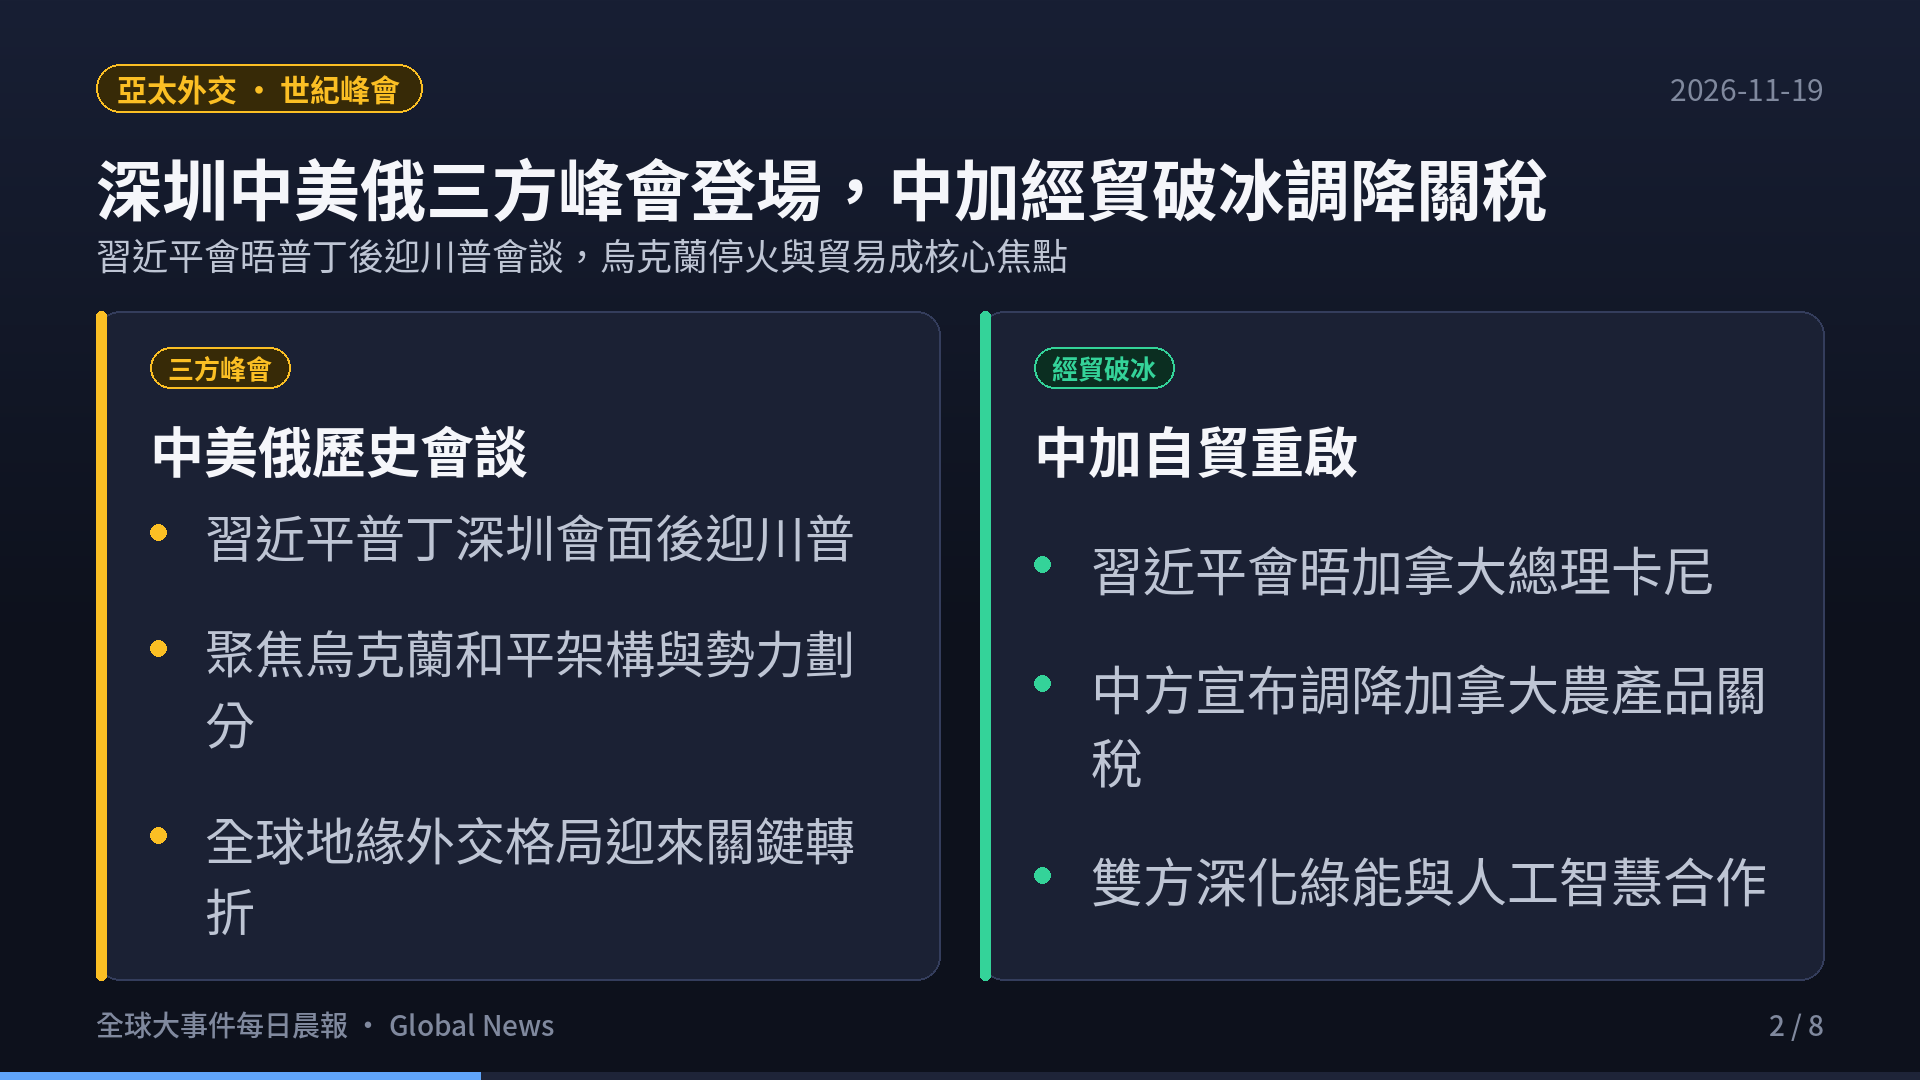 亞太外交 • 世紀峰會
2026-11-19
深圳中美俄三方峰會登場，中加經貿破冰調降關稅
習近平會晤普丁後迎川普會談，烏克蘭停火與貿易成核心焦點
三方峰會
中美俄歷史會談
習近平普丁深圳會面後迎川普
聚焦烏克蘭和平架構與勢力劃
分
全球地緣外交格局迎來關鍵轉
折
經貿破冰
中加自貿重啟
習近平會晤加拿大總理卡尼
中方宣布調降加拿大農產品關
稅
雙方深化綠能與人工智慧合作
全球大事件每日晨報 • Global News
2 / 8